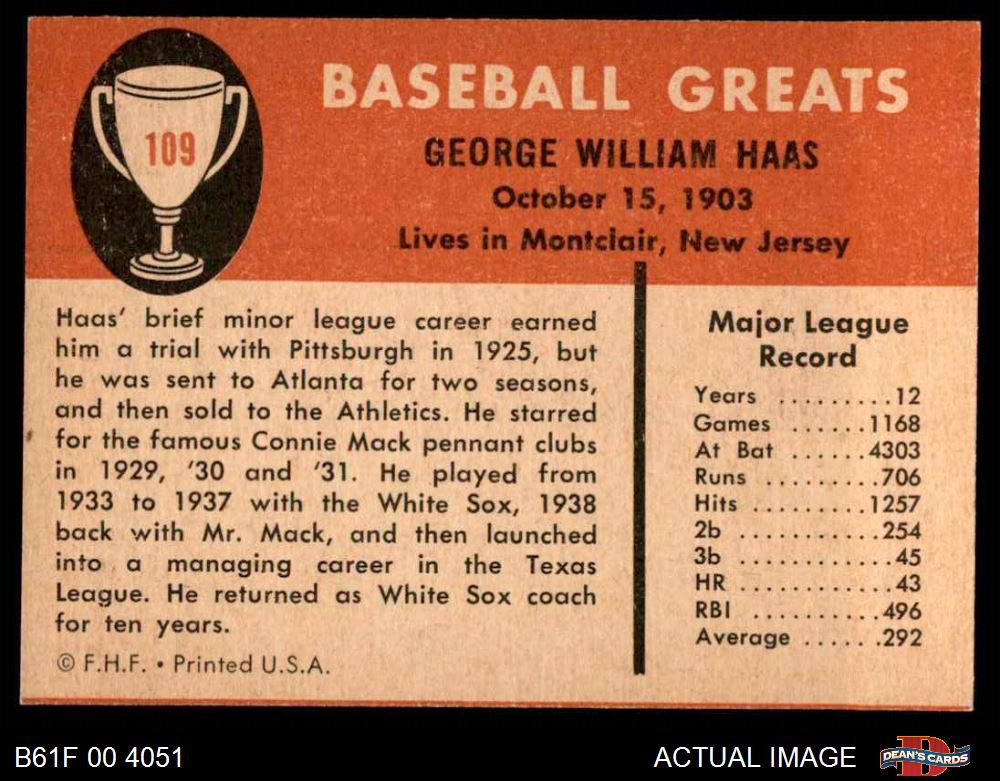 109
BASEBALL GREATS
GEORGE WILLIAM HAAS
October 15, 1903
Lives in Montclair, New Jersey
Haas' brief minor league career earned
him a trial with Pittsburgh in 1925, but
he was sent to Atlanta for two seasons,
and then sold to the Athletics. He starred
for the famous Connie Mack pennant clubs
in 1929, '30 and '31. He played from
1933 to 1937 with the White Sox, 1938
back with Mr. Mack, and then launched
into a managing career in the Texas
League. He returned as White Sox coach
for ten years.
© F.H.F. • Printed U.S.A.
Major League
Record
Years .........12
Games ......1168
At Bat ......4303
Runs .........706
Hits .........1257
2b ...........254
3b ............45
HR ............43
RBI ..........496
Average ......292
B61F 00 4051
ACTUAL IMAGE
D
DEAN'S CARDS